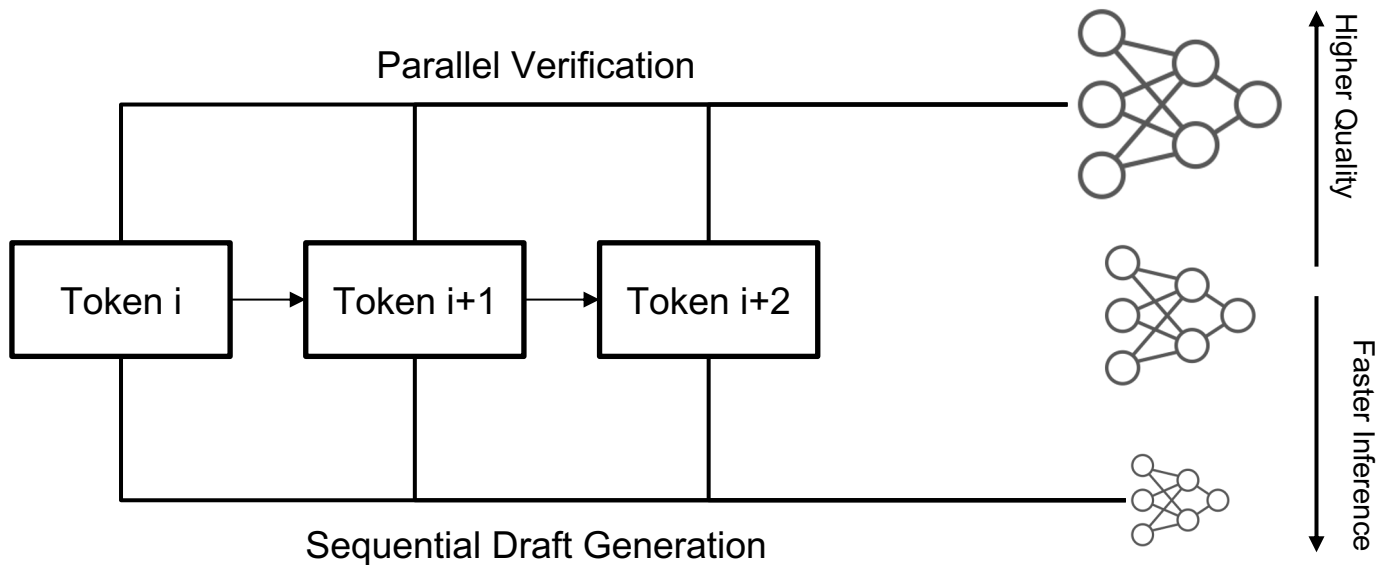 Parallel Verification
Higher Quality
Token i
Token i+1
Token i+2
Faster Inference
Sequential Draft Generation